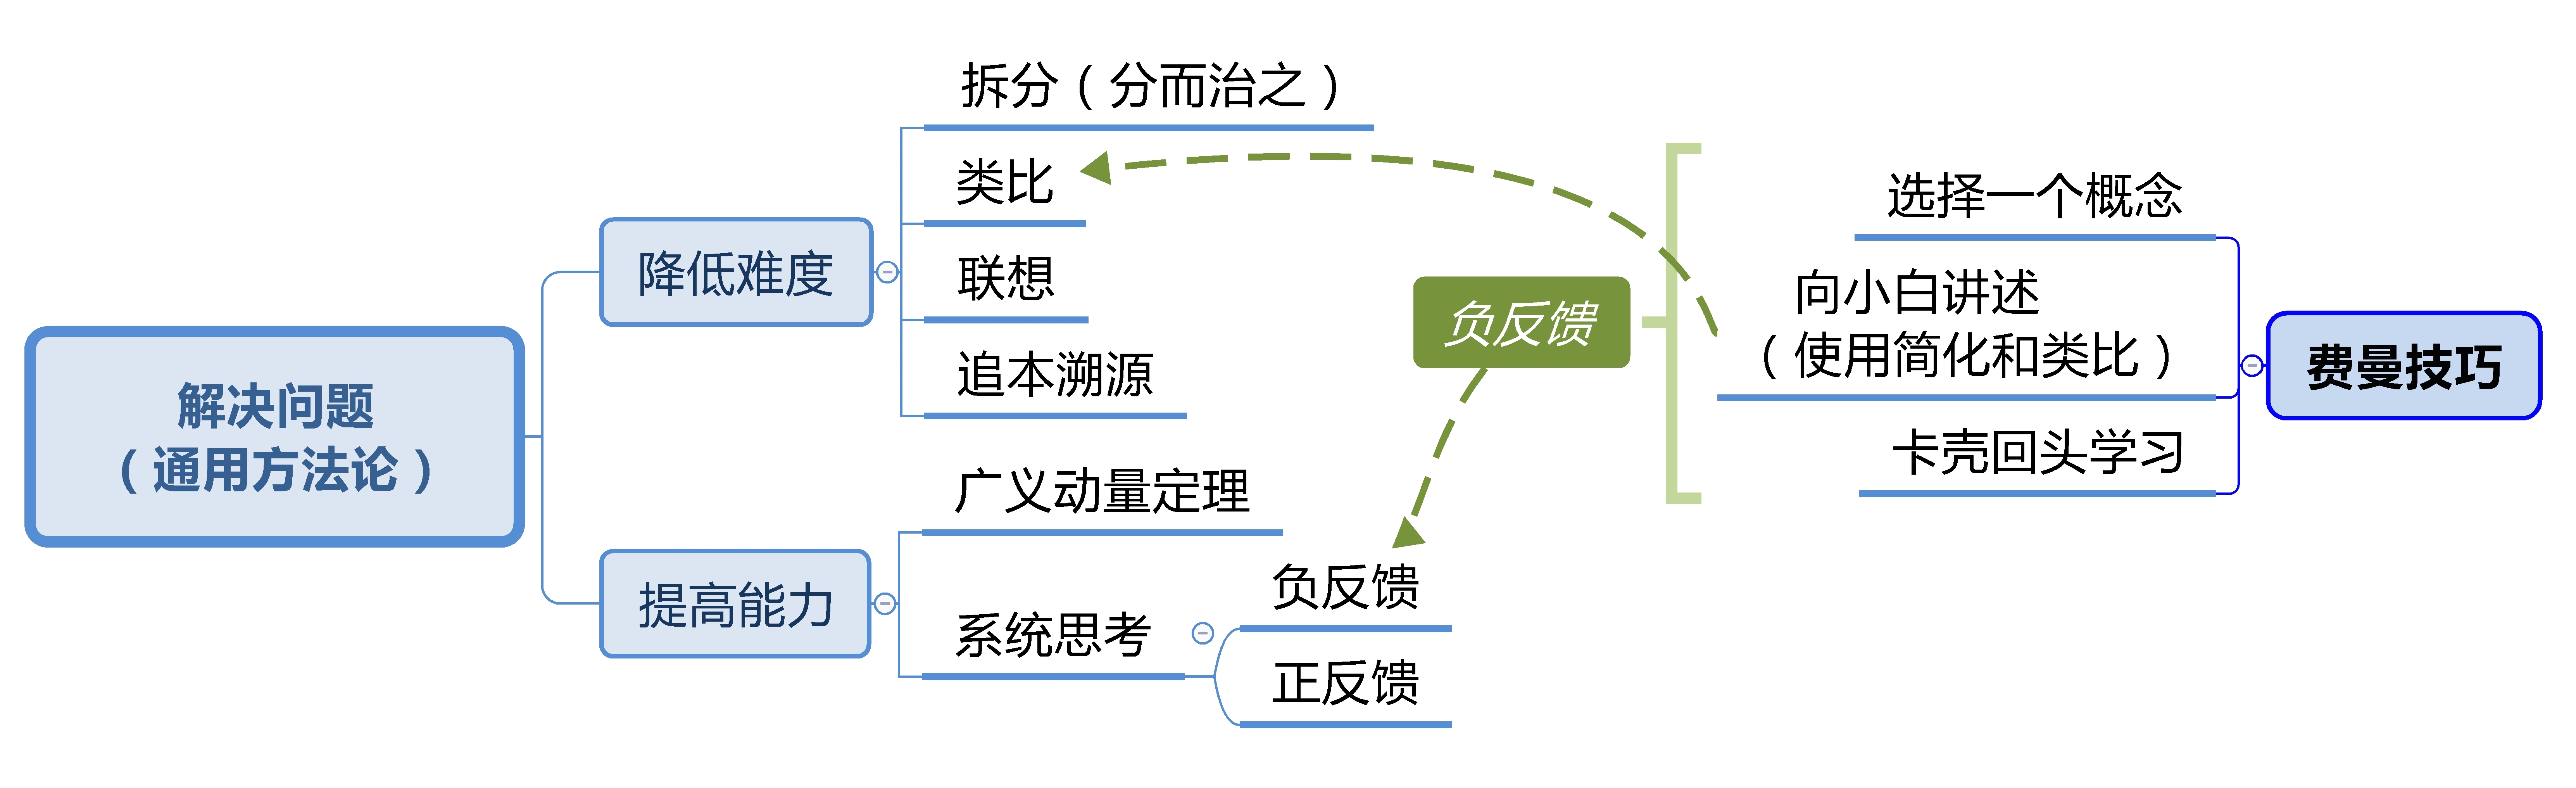 解决问题
（通用方法论）
降低难度
拆分（分而治之）
类比
联想
追本溯源
提高能力
广义动量定理
系统思考
负反馈
正反馈
负反馈
选择一个概念
向小白讲述
（使用简化和类比）
卡壳回头学习
费曼技巧